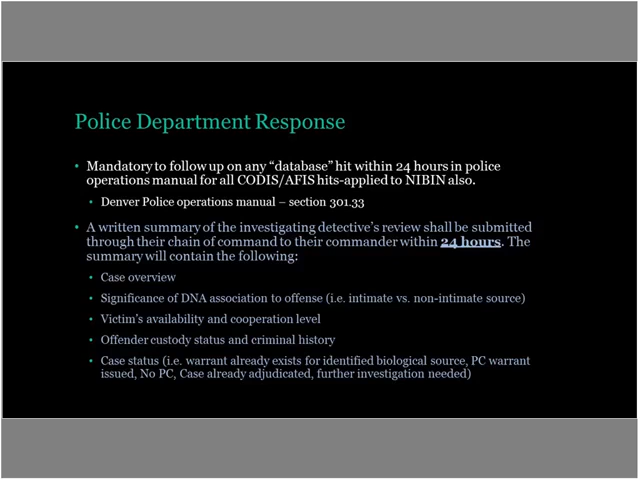 Police Department Response
• Mandatory to follow up on any “database” hit within 24 hours in police
operations manual for all CODIS/AFIS hits-applied to NIBIN also.
• Denver Police operations manual – section 301.33
• A written summary of the investigating detective’s review shall be submitted
through their chain of command to their commander within 24 hours. The
summary will contain the following:
• Case overview
• Significance of DNA association to offense (i.e. intimate vs. non-intimate source)
• Victim’s availability and cooperation level
• Offender custody status and criminal history
• Case status (i.e. warrant already exists for identified biological source, PC warrant
issued, No PC, Case already adjudicated, further investigation needed)